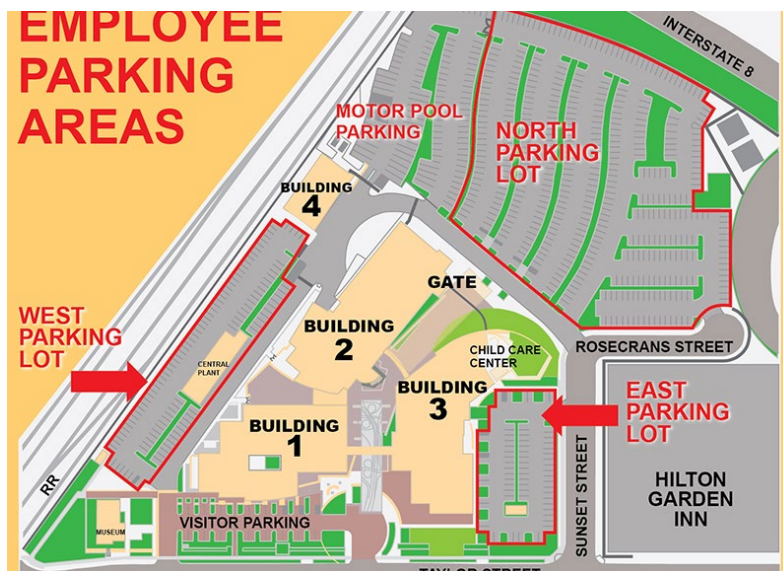 EMPLOYEE
PARKING
AREAS
INTERSTATE 8
MOTOR POOL
PARKING
NORTH
PARKING
LOT
BUILDING
4
GATE
WEST
PARKING
LOT
BUILDING
2
ROSECRANS STREET
CENTRAL
PLANT
CHILD CARE
CENTER
BUILDING
3
EAST
PARKING
LOT
BUILDING
1
RR
SUNSET STREET
HILTON
GARDEN
INN
VISITOR PARKING
MUSEUM
TAYLOR STREET